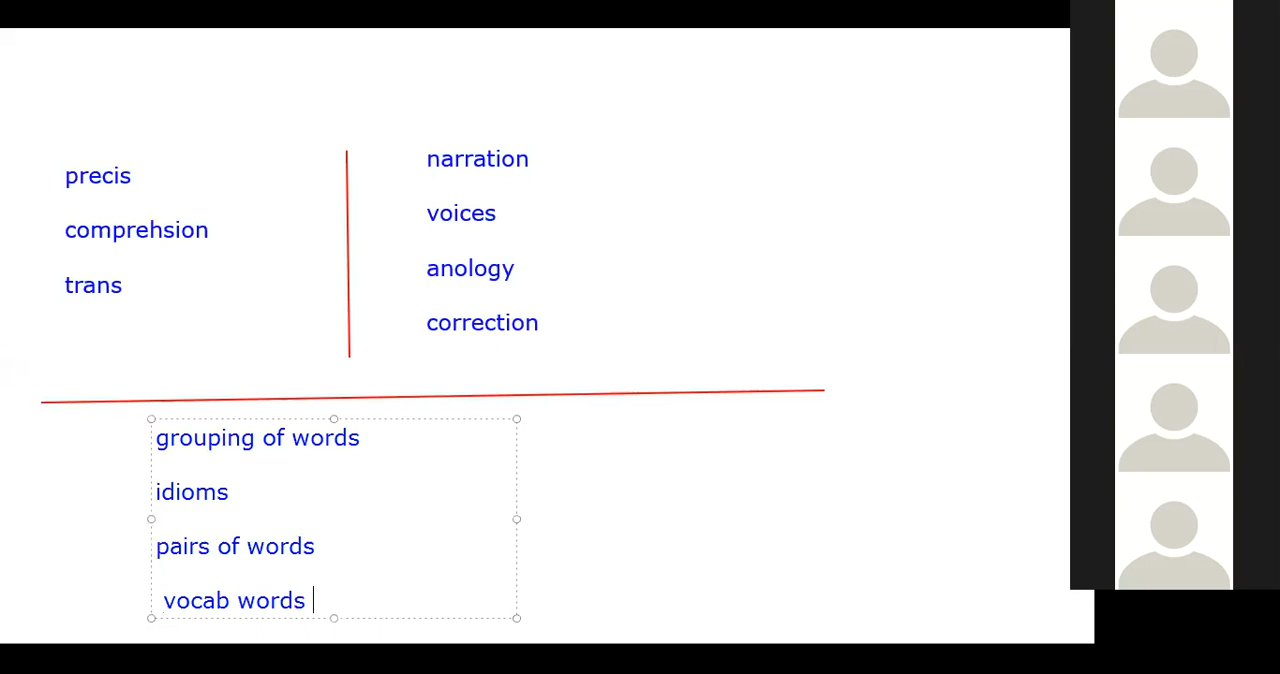 precis
comprehsion
trans
narration
voices
anology
correction
grouping of words
idioms
pairs of words
vocab words